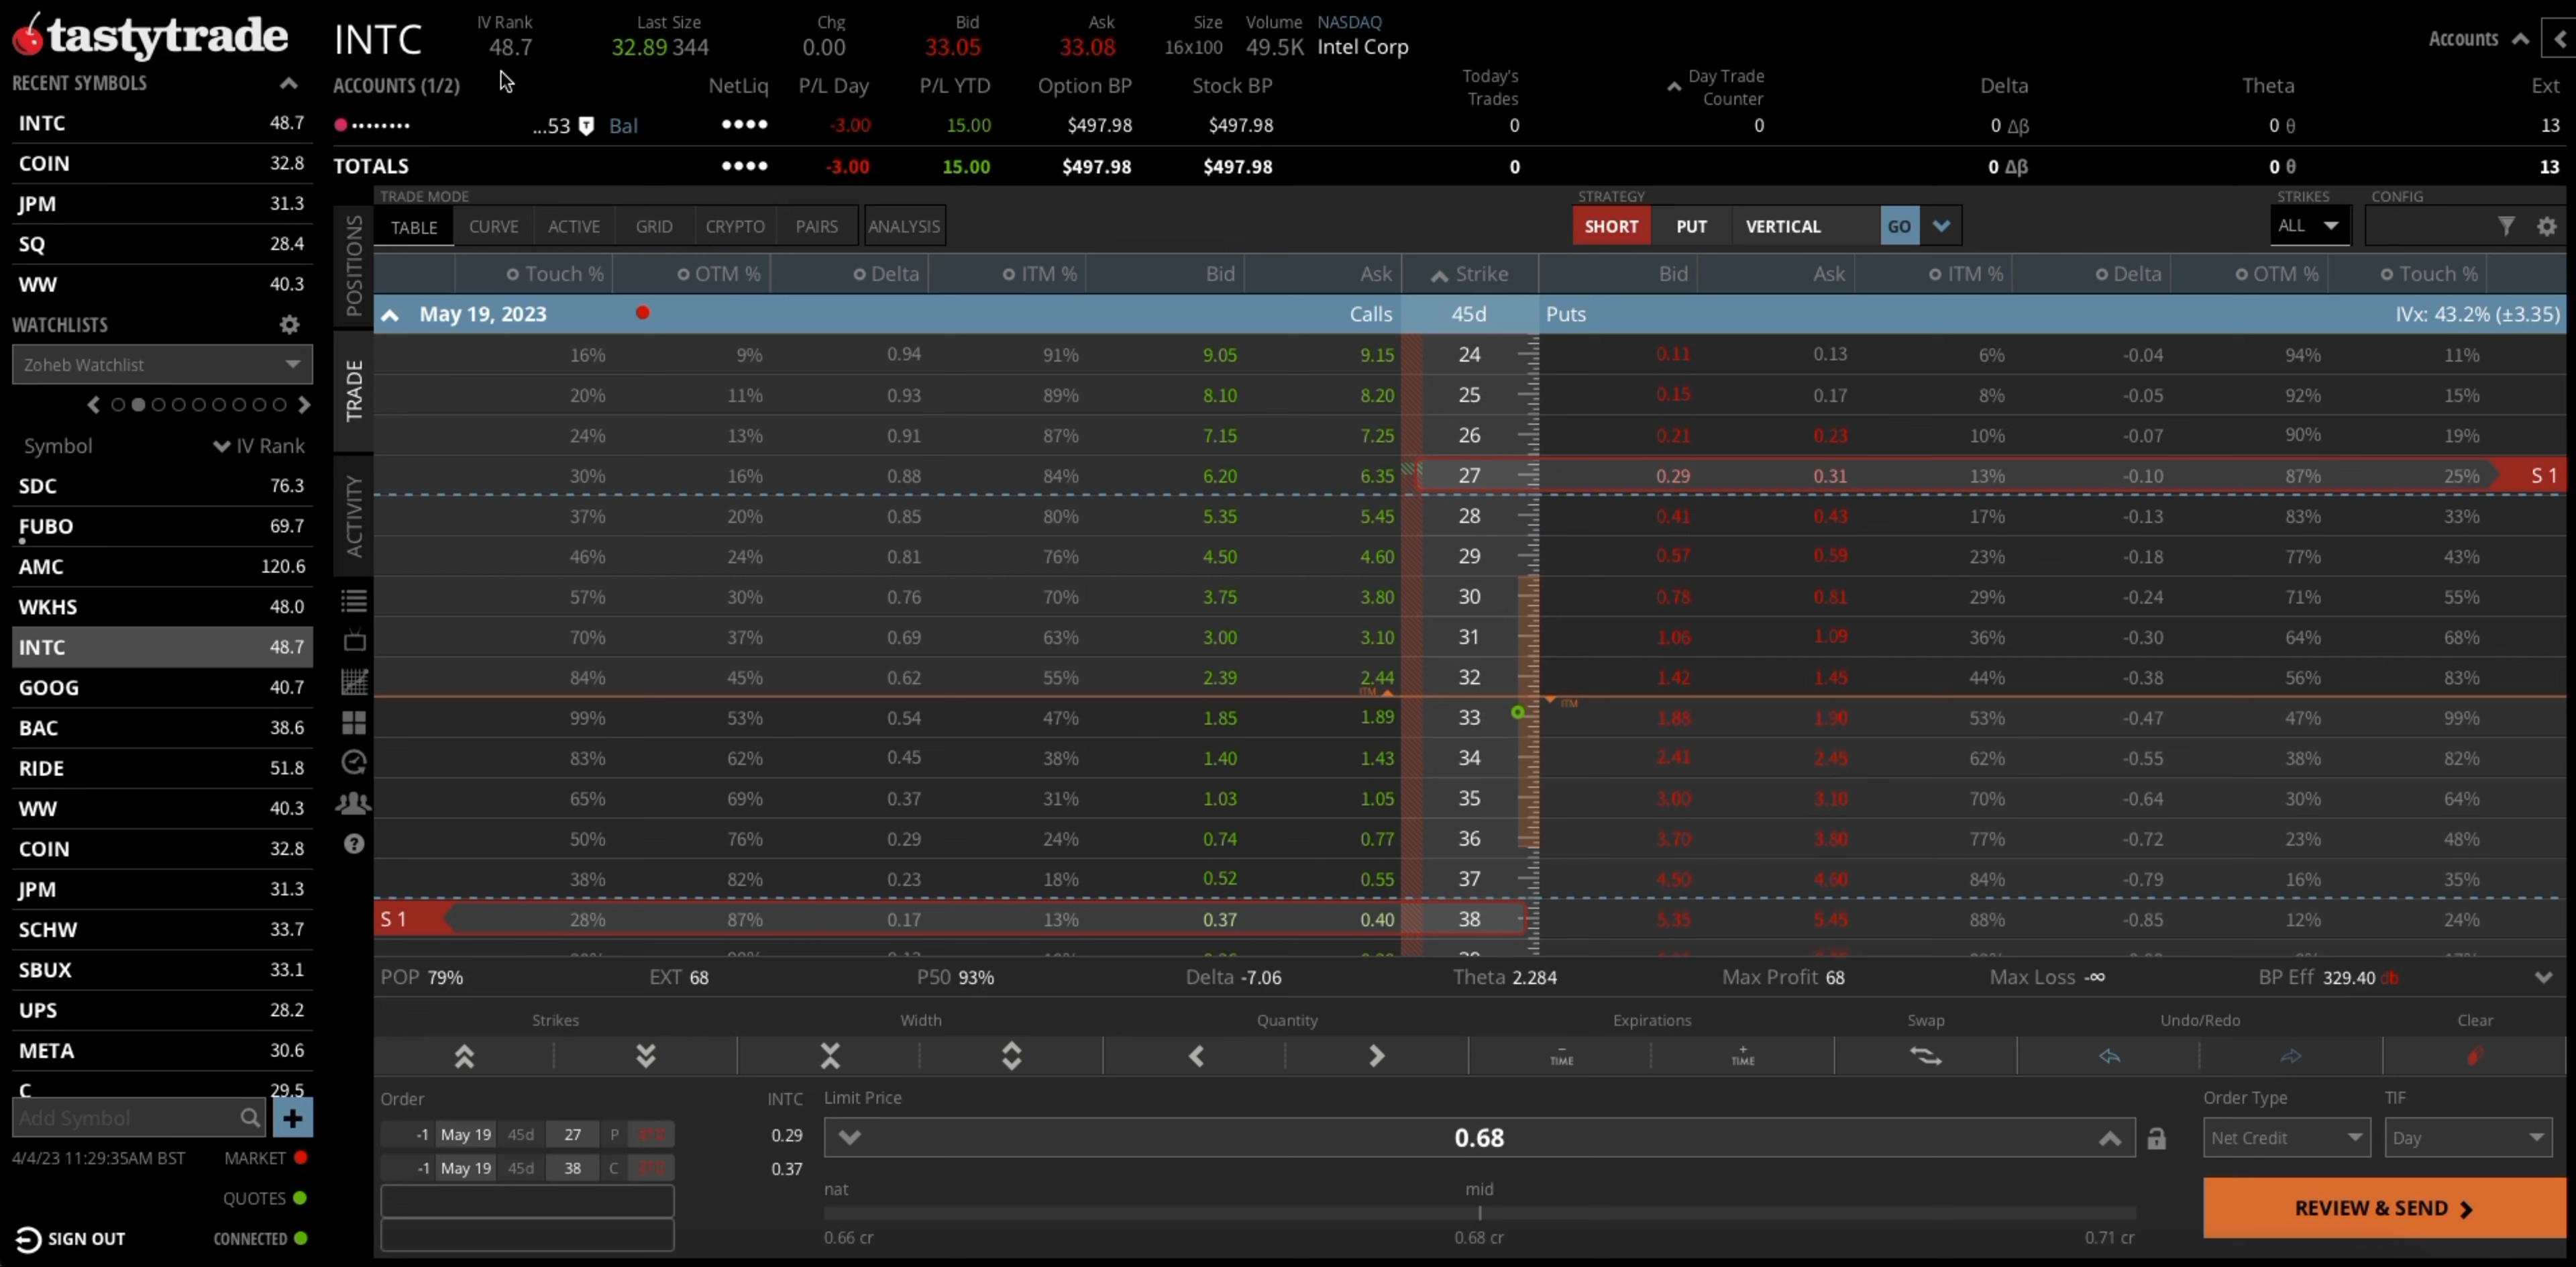 tastytrade
INTC IV Rank 48.7 Last Size 32.89 344 Chg 0.00 Bid 33.05 Ask 33.08 Size 16x100 Volume 49.5K NASDAQ Intel Corp
Accounts
RECENT SYMBOLS
INTC 48.7
COIN 32.8
JPM 31.3
SQ 28.4
WW 40.3
WATCHLISTS
Zoheb Watchlist
Symbol IV Rank
SDC 76.3
FUBO 69.7
AMC 120.6
WKHS 48.0
INTC 48.7
GOOG 40.7
BAC 38.6
RIDE 51.8
WW 40.3
COIN 32.8
JPM 31.3
SCHW 33.7
SBUX 33.1
UPS 28.2
META 30.6
C 29.5
Add Symbol
4/4/23 11:29:35AM BST MARKET
QUOTES
SIGN OUT CONNECTED
ACCOUNTS (1/2) NetLiq P/L Day P/L YTD Option BP Stock BP Today's Trades Day Trade Counter Delta Theta Ext
...53 T Bal -3.00 15.00 $497.98 $497.98 0 0 0 Δβ 0 θ 13
TOTALS -3.00 15.00 $497.98 $497.98 0 0 Δβ 0 θ 13
POSITIONS
TRADE
ACTIVITY
TRADE MODE STRATEGY STRIKES CONFIG
TABLE CURVE ACTIVE GRID CRYPTO PAIRS ANALYSIS SHORT PUT VERTICAL GO ALL
Touch % OTM % Delta ITM % Bid Ask Strike Bid Ask ITM % Delta OTM % Touch %
May 19, 2023 Calls 45d Puts IVx: 43.2% (±3.35)
16% 9% 0.94 91% 9.05 9.15 24 0.11 0.13 6% -0.04 94% 11%
20% 11% 0.93 89% 8.10 8.20 25 0.15 0.17 8% -0.05 92% 15%
24% 13% 0.91 87% 7.15 7.25 26 0.21 0.23 10% -0.07 90% 19%
30% 16% 0.88 84% 6.20 6.35 27 0.29 0.31 13% -0.10 87% 25% S 1
37% 20% 0.85 80% 5.35 5.45 28 0.41 0.43 17% -0.13 83% 33%
46% 24% 0.81 76% 4.50 4.60 29 0.57 0.59 23% -0.18 77% 43%
57% 30% 0.76 70% 3.75 3.80 30 0.78 0.81 29% -0.24 71% 55%
70% 37% 0.69 63% 3.00 3.10 31 1.06 1.09 36% -0.30 64% 68%
84% 45% 0.62 55% 2.39 2.44 32 1.42 1.45 44% -0.38 56% 83%
ITM ITM
99% 53% 0.54 47% 1.85 1.89 33 1.88 1.90 53% -0.47 47% 99%
83% 62% 0.45 38% 1.40 1.43 34 2.41 2.45 62% -0.55 38% 82%
65% 69% 0.37 31% 1.03 1.05 35 3.00 3.10 70% -0.64 30% 64%
50% 76% 0.29 24% 0.74 0.77 36 3.70 3.80 77% -0.72 23% 48%
38% 82% 0.23 18% 0.52 0.55 37 4.50 4.60 84% -0.79 16% 35%
S 1 28% 87% 0.17 13% 0.37 0.40 38 5.35 5.45 88% -0.85 12% 24%
POP 79% EXT 68 P50 93% Delta -7.06 Theta 2.284 Max Profit 68 Max Loss -∞ BP Eff 329.40 db
Strikes Width Quantity Expirations Swap Undo/Redo Clear
− TIME + TIME
Order INTC Limit Price Order Type TIF
-1 May 19 45d 27 P 0.29 0.68 Net Credit Day
-1 May 19 45d 38 C 0.37
nat mid
0.66 cr 0.68 cr 0.71 cr
REVIEW & SEND